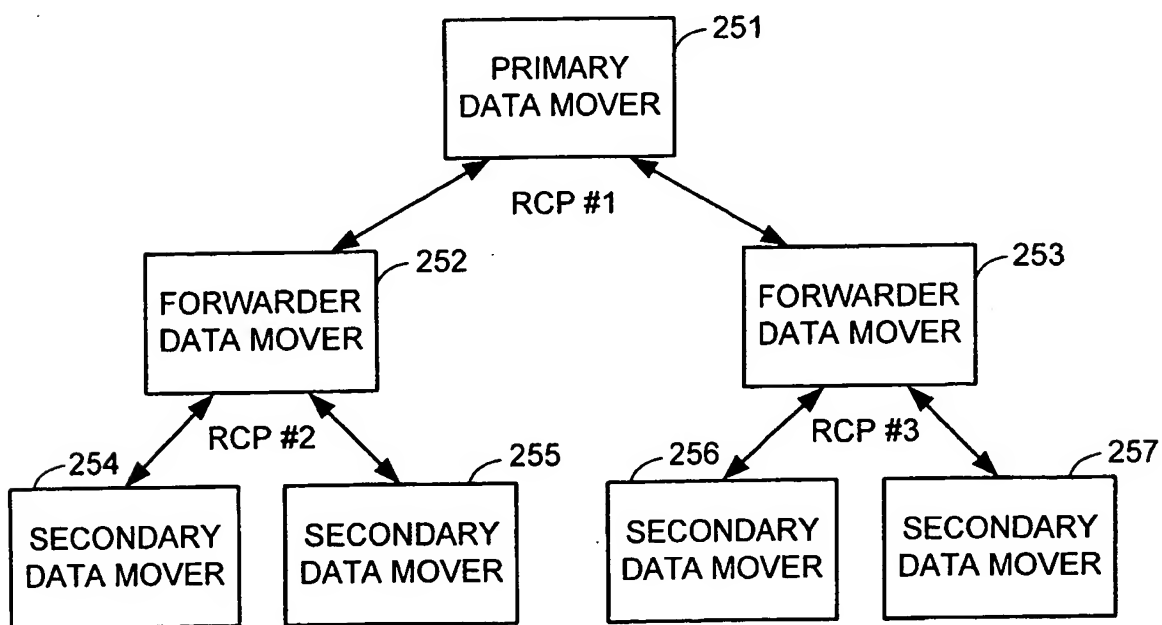 251
PRIMARY
DATA MOVER
RCP #1
252
FORWARDER
DATA MOVER
253
FORWARDER
DATA MOVER
RCP #2
RCP #3
254
SECONDARY
DATA MOVER
255
SECONDARY
DATA MOVER
256
SECONDARY
DATA MOVER
257
SECONDARY
DATA MOVER